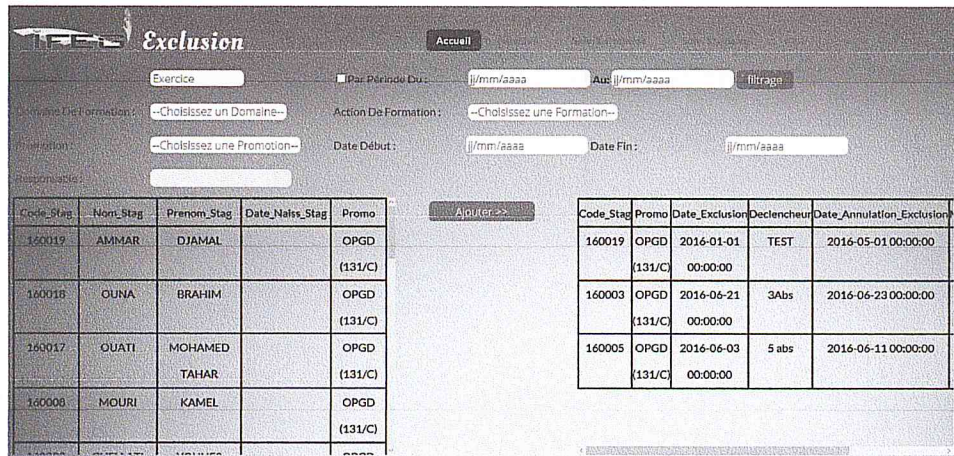 IFEG Exclusion Accueil
Exercice Par Période Du : jj/mm/aaaa Au: jj/mm/aaaa filtrage
Domaine De Formation : --Choisissez un Domaine-- Action De Formation : --Choisissez une Formation--
Promotion : --Choisissez une Promotion-- Date Début : jj/mm/aaaa Date Fin : jj/mm/aaaa
Responsable :
Ajouter >>
Code_Stag Nom_Stag Prenom_Stag Date_Naiss_Stag Promo
160019 AMMAR DJAMAL OPGD
(131/C)
160018 OUNA BRAHIM OPGD
(131/C)
160017 OUATI MOHAMED OPGD
TAHAR (131/C)
160008 MOURI KAMEL OPGD
(131/C)
Code_Stag Promo Date_Exclusion Declencheur Date_Annulation_Exclusion
160019 OPGD 2016-01-01 TEST 2016-05-01 00:00:00
(131/C) 00:00:00
160003 OPGD 2016-06-21 3Abs 2016-06-23 00:00:00
(131/C) 00:00:00
160005 OPGD 2016-06-03 5 abs 2016-06-11 00:00:00
(131/C) 00:00:00